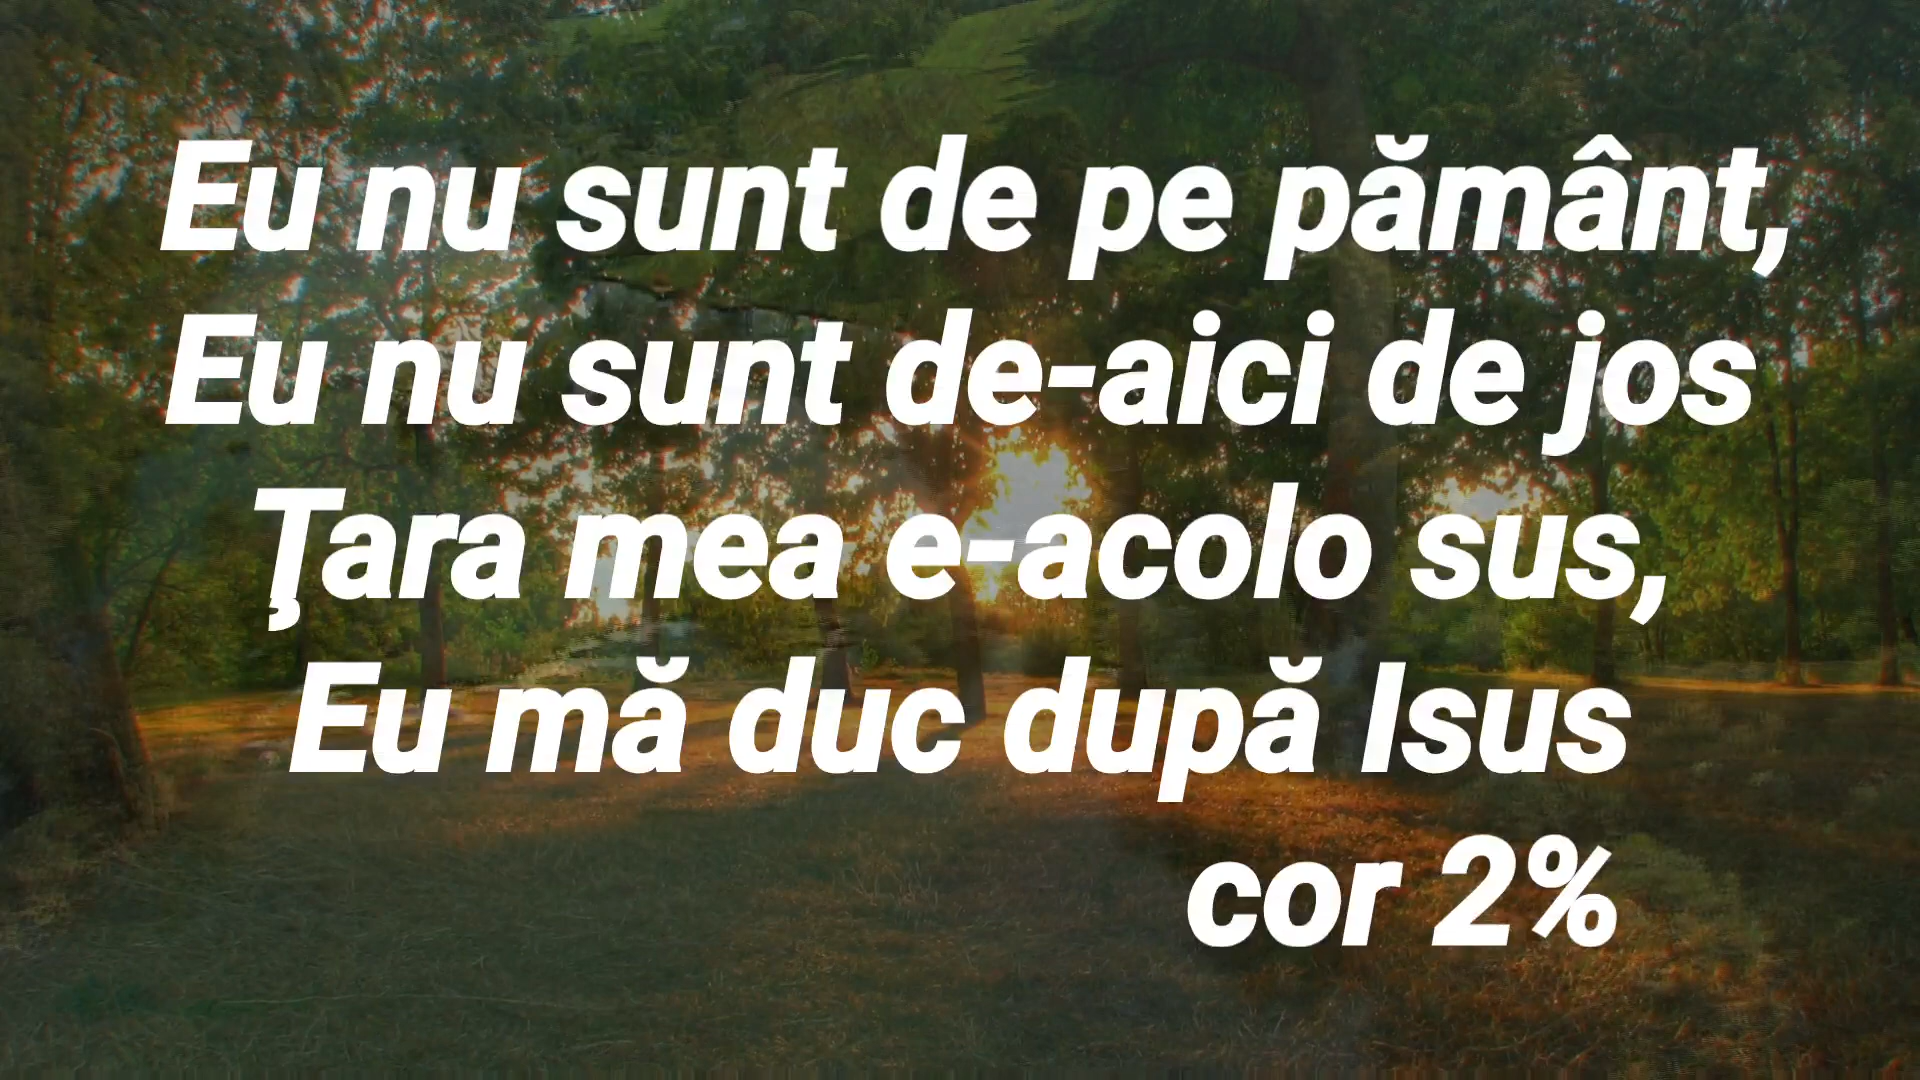 Eu nu sunt de pe pământ,
Eu nu sunt de-aici de jos
Ţara mea e-acolo sus,
Eu mă duc după Isus
cor 2%